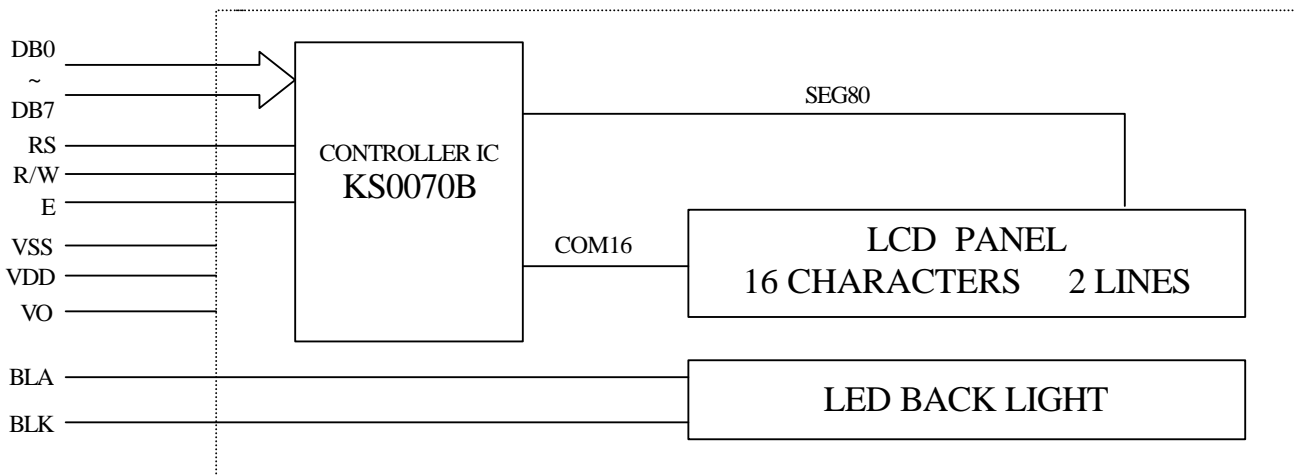 DB0
~
DB7
RS
R/W
E
VSS
VDD
VO
BLA
BLK
CONTROLLER IC
KS0070B
SEG80
COM16
LCD PANEL
16 CHARACTERS 2 LINES
LED BACK LIGHT